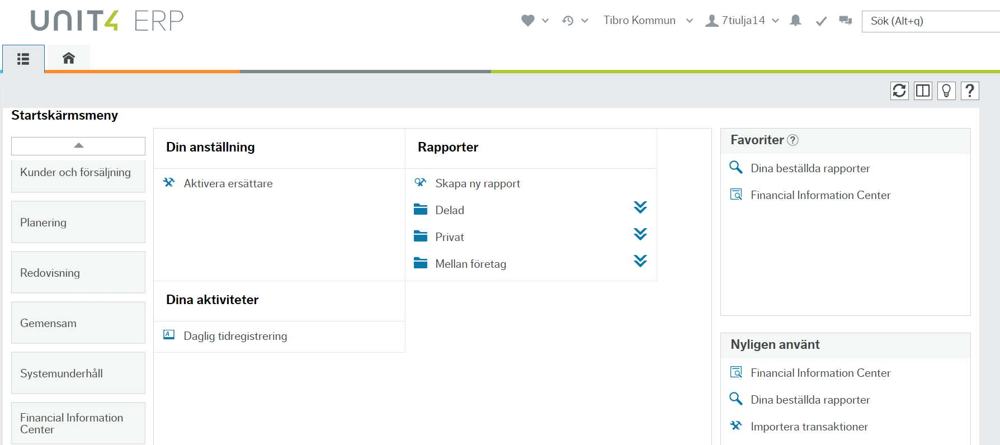 UNIT4 ERP
Tibro Kommun
7tiulja14
Sök (Alt+q)
Startskärmsmeny
Kunder och försäljning
Planering
Redovisning
Gemensam
Systemunderhåll
Financial Information
Center
Din anställning
Aktivera ersättare
Rapporter
Skapa ny rapport
Delad
Privat
Mellan företag
Dina aktiviteter
Daglig tidregistrering
Favoriter ?
Dina beställda rapporter
Financial Information Center
Nyligen använt
Financial Information Center
Dina beställda rapporter
Importera transaktioner